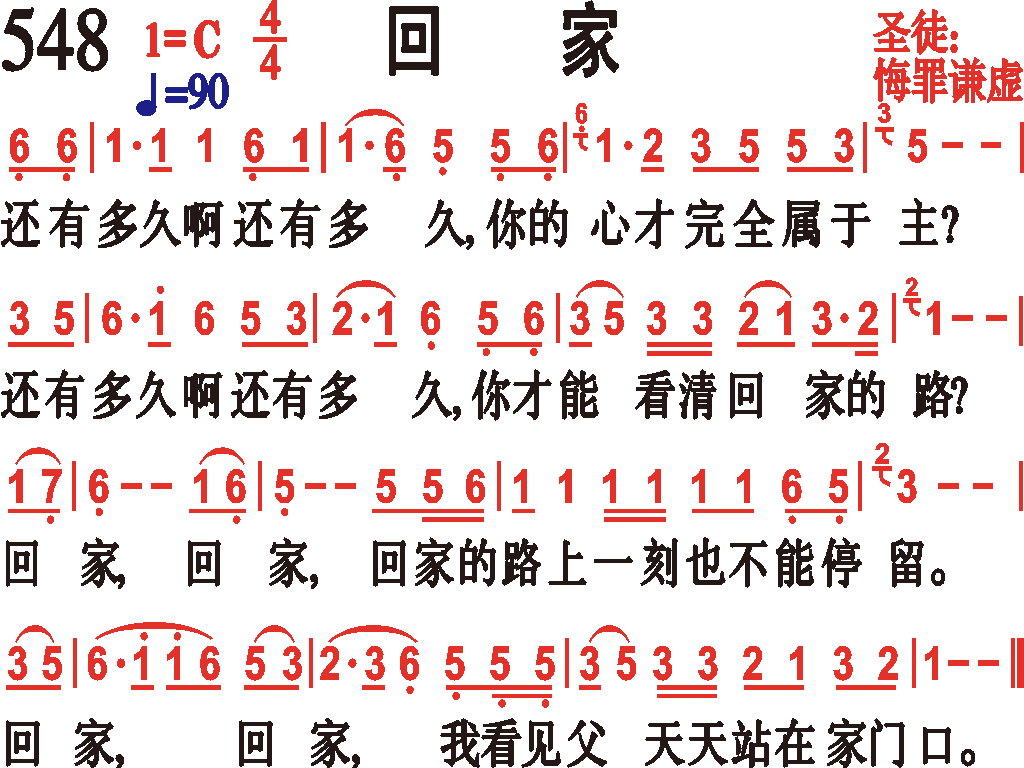 548 1=C 4/4 回 家 圣徒:
♩=90 悔罪谦虚
6 6 | 1·1 1 6 1 | 1·6 5 5 6 | 6 1·2 3 5 5 3 | 3 5 - - |
还有多久啊还有多 久,你的 心才完全属于 主?
3 5 | 6·1 6 5 3 | 2·1 6 5 6 | 3 5 3 3 2 1 3·2 | 2 1 - - |
还有多久啊还有多 久,你才能 看清回 家的 路?
1 7 | 6 - - 1 6 | 5 - - 5 5 6 | 1 1 1 1 1 1 6 5 | 2 3 - - |
回 家, 回 家, 回家的路上一刻也不能停 留。
3 5 | 6·1 1 6 5 3 | 2·3 6 5 5 5 | 3 5 3 3 2 1 3 2 | 1 - - ‖
回 家, 回 家, 我看见父 天天站在 家门口。